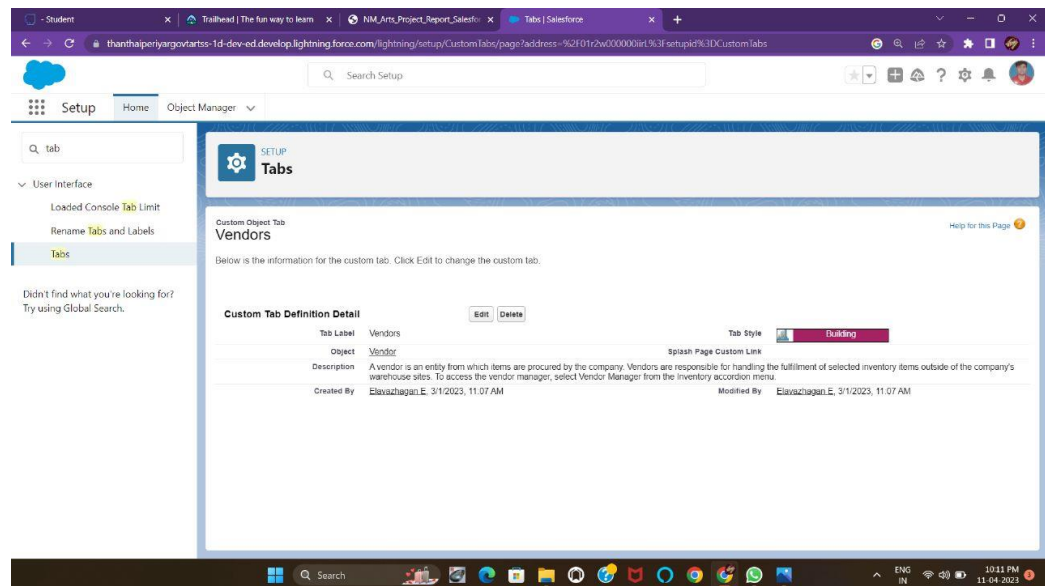 - Student
Trailhead | The fun way to learn
NM_Arts_Project_Report_Salesfor
Tabs | Salesforce
thanthaiperiyargovtartss-1d-dev-ed.develop.lightning.force.com/lightning/setup/CustomTabs/page?address=%2F01r2w000000iirL%3Fsetupid%3DCustomTabs
Search Setup
Setup
Home
Object Manager
tab
User Interface
Loaded Console Tab Limit
Rename Tabs and Labels
Tabs
Didn't find what you're looking for?
Try using Global Search.
SETUP
Tabs
Custom Object Tab
Vendors
Help for this Page
Below is the information for the custom tab. Click Edit to change the custom tab.
Custom Tab Definition Detail
Edit Delete
Tab Label Vendors
Tab Style Building
Object Vendor
Splash Page Custom Link
Description A vendor is an entity from which items are procured by the company. Vendors are responsible for handling the fulfillment of selected inventory items outside of the company's
warehouse sites. To access the vendor manager, select Vendor Manager from the Inventory accordion menu.
Created By Elavazhagan E, 3/1/2023, 11:07 AM
Modified By Elavazhagan E, 3/1/2023, 11:07 AM
Search
ENG
IN
10:11 PM
11-04-2023
3